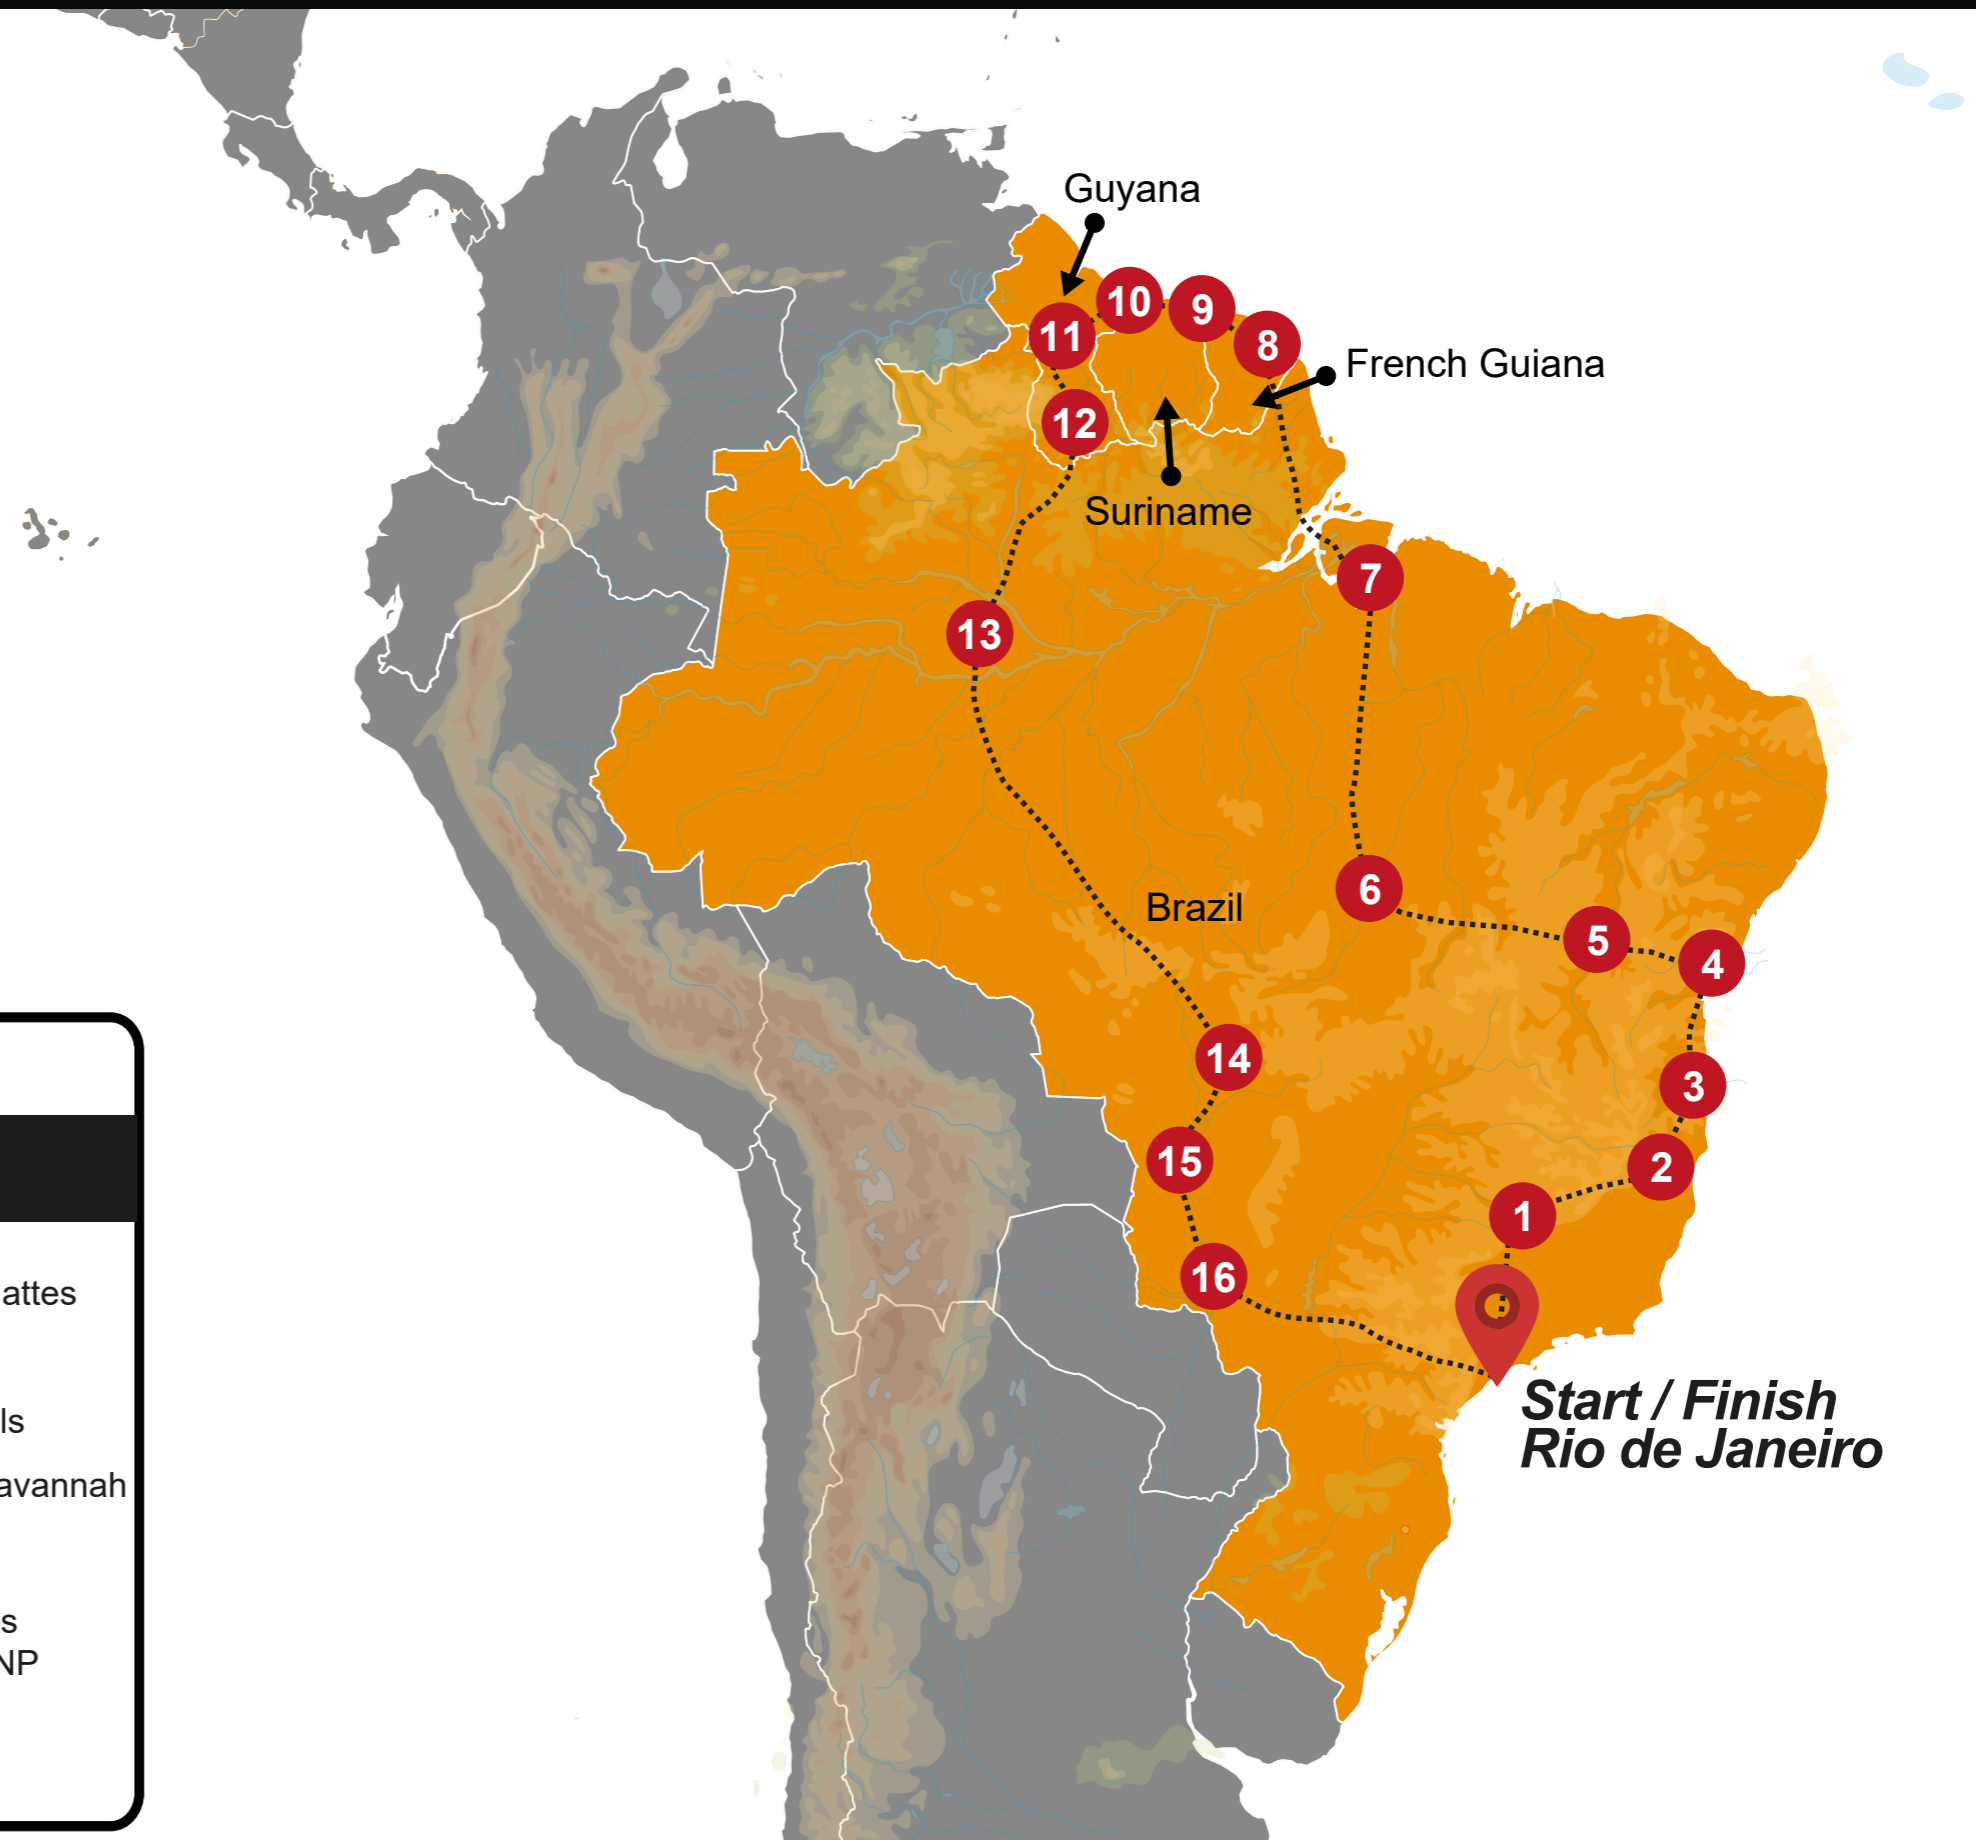 Guyana
10
9
11
8
French Guiana
12
Suriname
7
13
6
Brazil
5
4
14
3
15
2
1
16
attes
Start / Finish
Rio de Janeiro
ls
avannah
s
NP